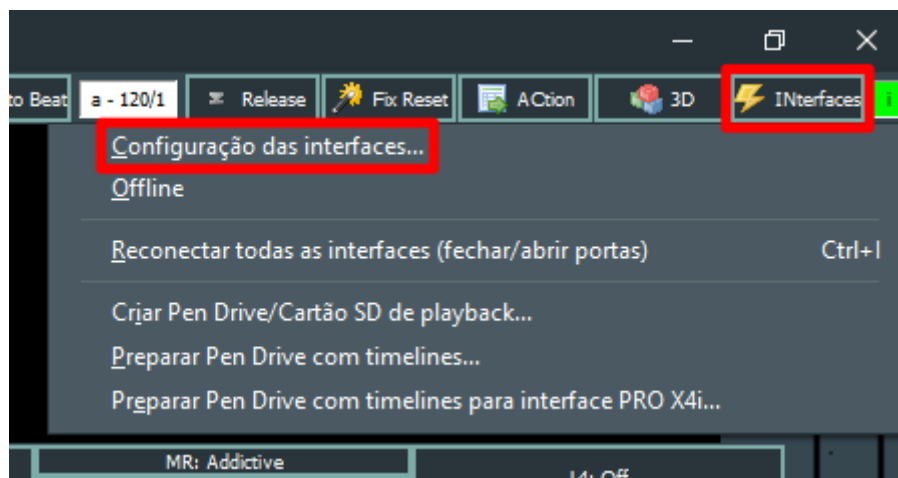 to Beat a - 120/1 Release Fix Reset ACtion 3D INterfaces i
Configuração das interfaces...
Offline
Reconectar todas as interfaces (fechar/abrir portas) Ctrl+I
Criar Pen Drive/Cartão SD de playback...
Preparar Pen Drive com timelines...
Preparar Pen Drive com timelines para interface PRO X4i...
MR: Addictive
Off